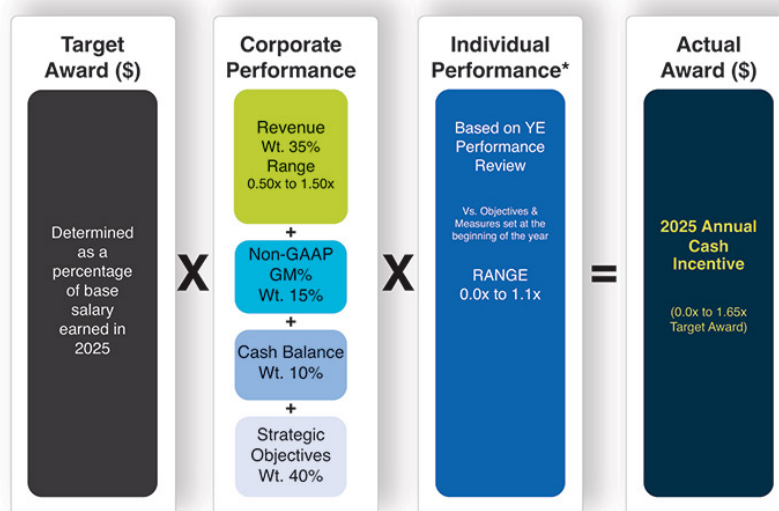 Target
Award ($)
Determined
as a
percentage
of base
salary
earned in
2025
X
Corporate
Performance
Revenue
Wt. 35%
Range
0.50x to 1.50x
+
Non-GAAP
GM%
Wt. 15%
+
Cash Balance
Wt. 10%
+
Strategic
Objectives
Wt. 40%
X
Individual
Performance*
Based on YE
Performance
Review
Vs. Objectives &
Measures set at the
beginning of the year
RANGE
0.0x to 1.1x
=
Actual
Award ($)
2025 Annual
Cash
Incentive
(0.0x to 1.65x
Target Award)